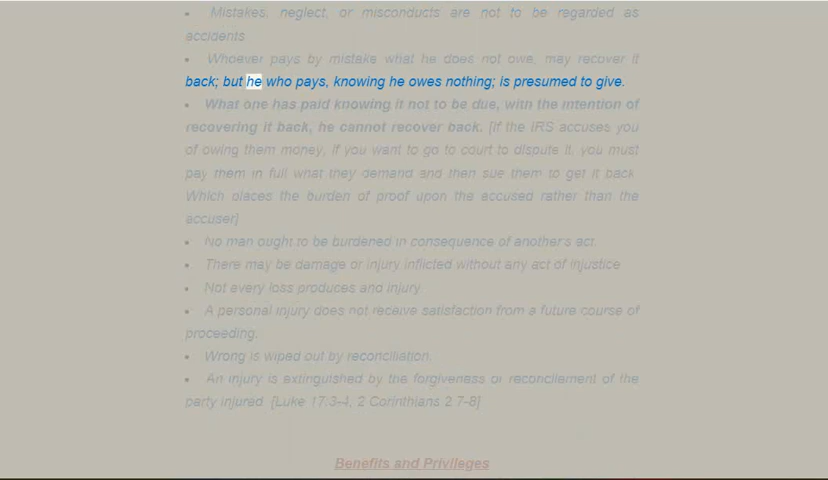 • Mistakes, neglect, or misconducts are not to be regarded as
accidents
• Whoever pays by mistake what he does not owe, may recover it
back; but he who pays, knowing he owes nothing; is presumed to give.
• What one has paid knowing it not to be due, with the intention of
recovering it back, he cannot recover back. [If the IRS accuses you
of owing them money, if you want to go to court to dispute it, you must
pay them in full what they demand and then sue them to get it back
Which places the burden of proof upon the accused rather than the
accuser]
• No man ought to be burdened in consequence of another's act.
• There may be damage or injury inflicted without any act of injustice
• Not every loss produces and injury
• A personal injury does not receive satisfaction from a future course of
proceeding.
• Wrong is wiped out by reconciliation.
• An injury is extinguished by the forgiveness or reconcilement of the
party injured. [Luke 17:3-4, 2 Corinthians 2:7-8]
Benefits and Privileges